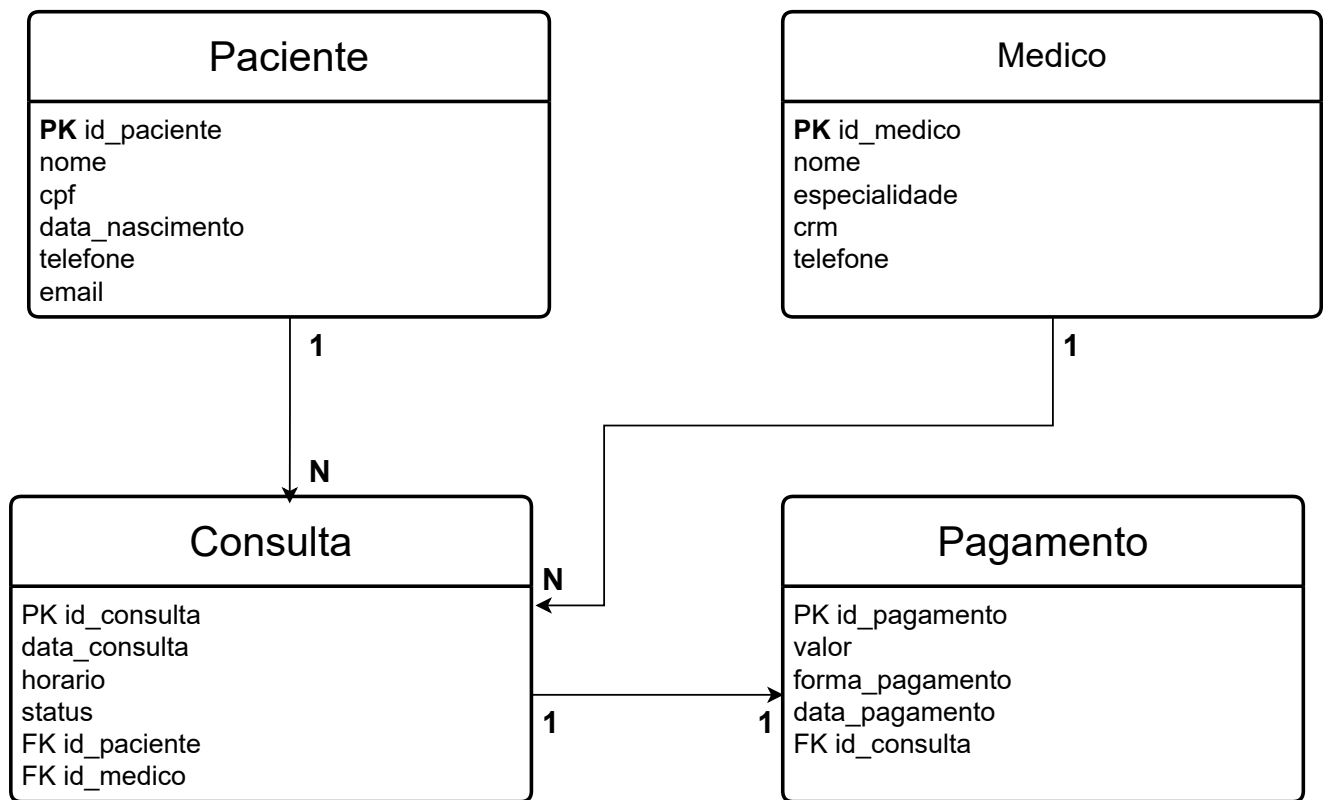 Paciente
PK id_paciente
nome
cpf
data_nascimento
telefone
email
Medico
PK id_medico
nome
especialidade
crm
telefone
1
1
N
Consulta
PK id_consulta
data_consulta
horario
status
FK id_paciente
FK id_medico
N
1
1
Pagamento
PK id_pagamento
valor
forma_pagamento
data_pagamento
FK id_consulta